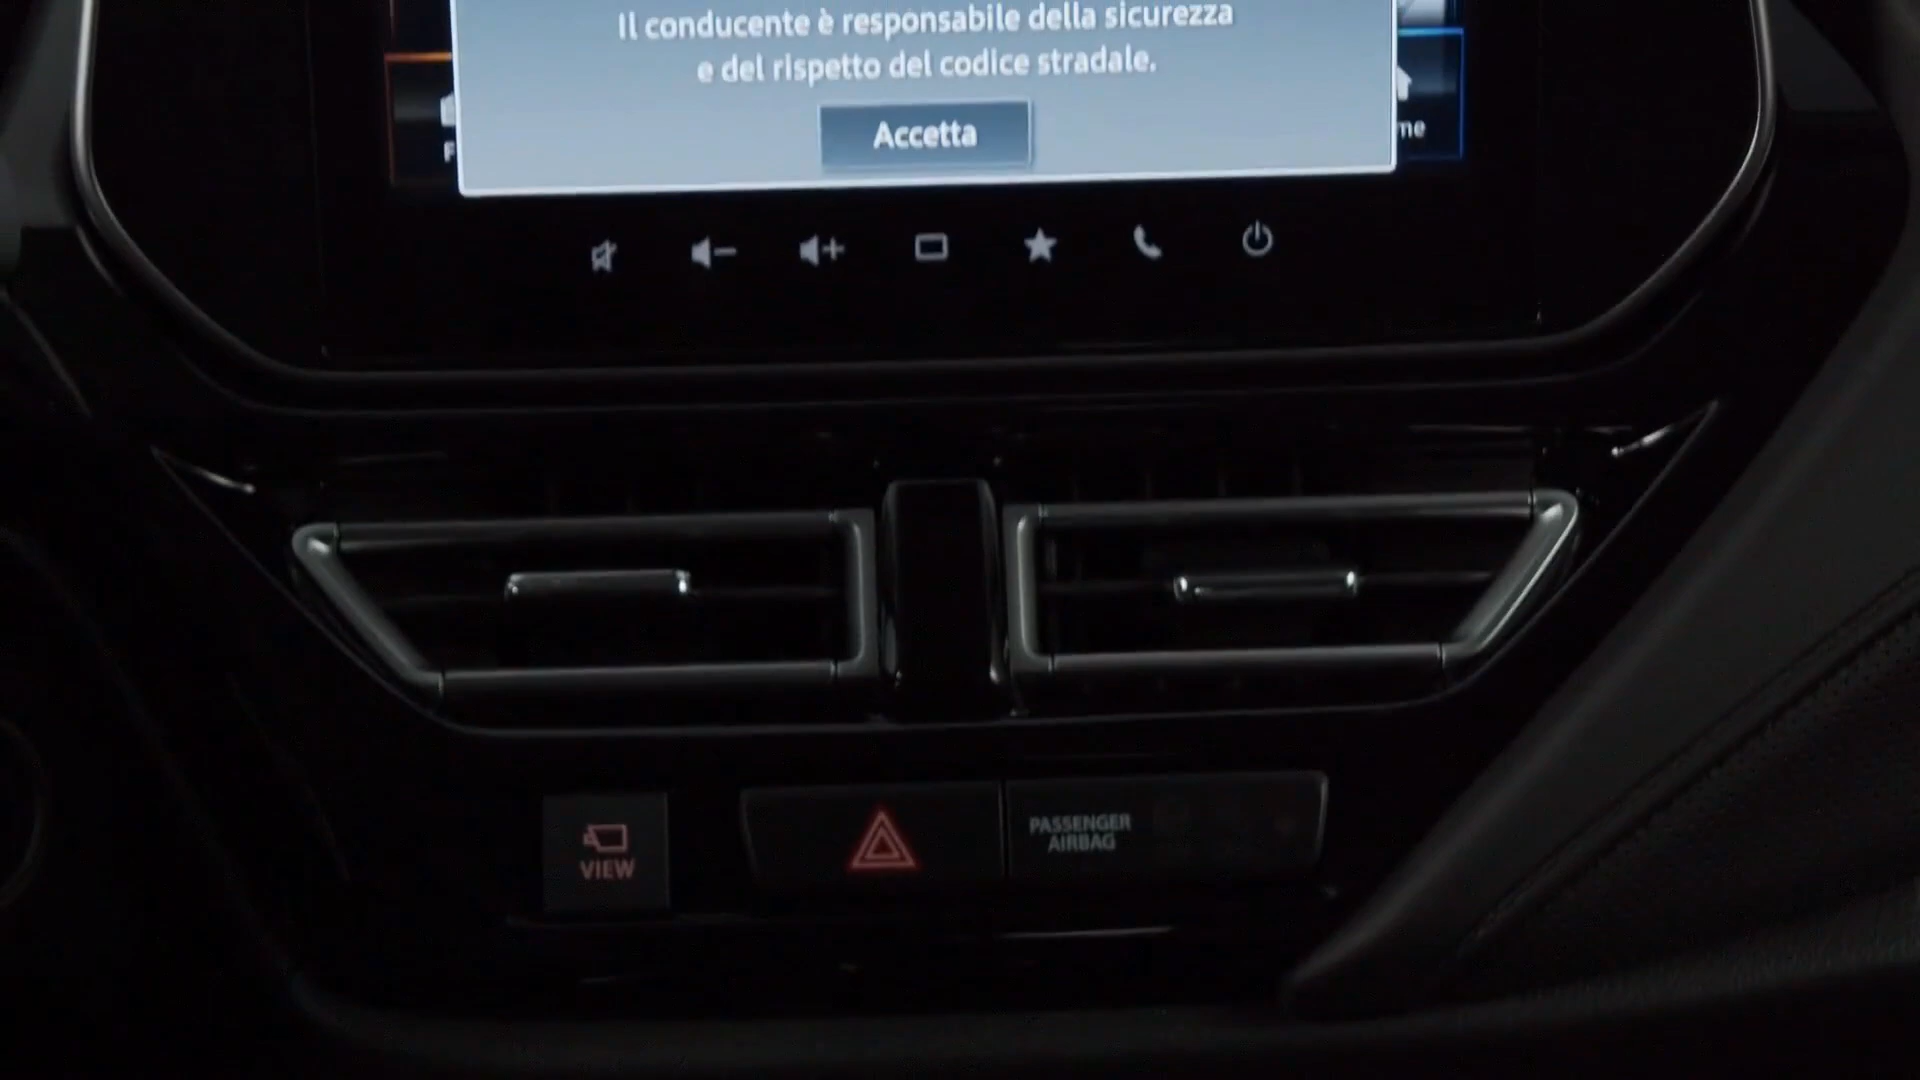 Il conducente è responsabile della sicurezza
e del rispetto del codice stradale.
Accetta
VIEW
PASSENGER
AIRBAG